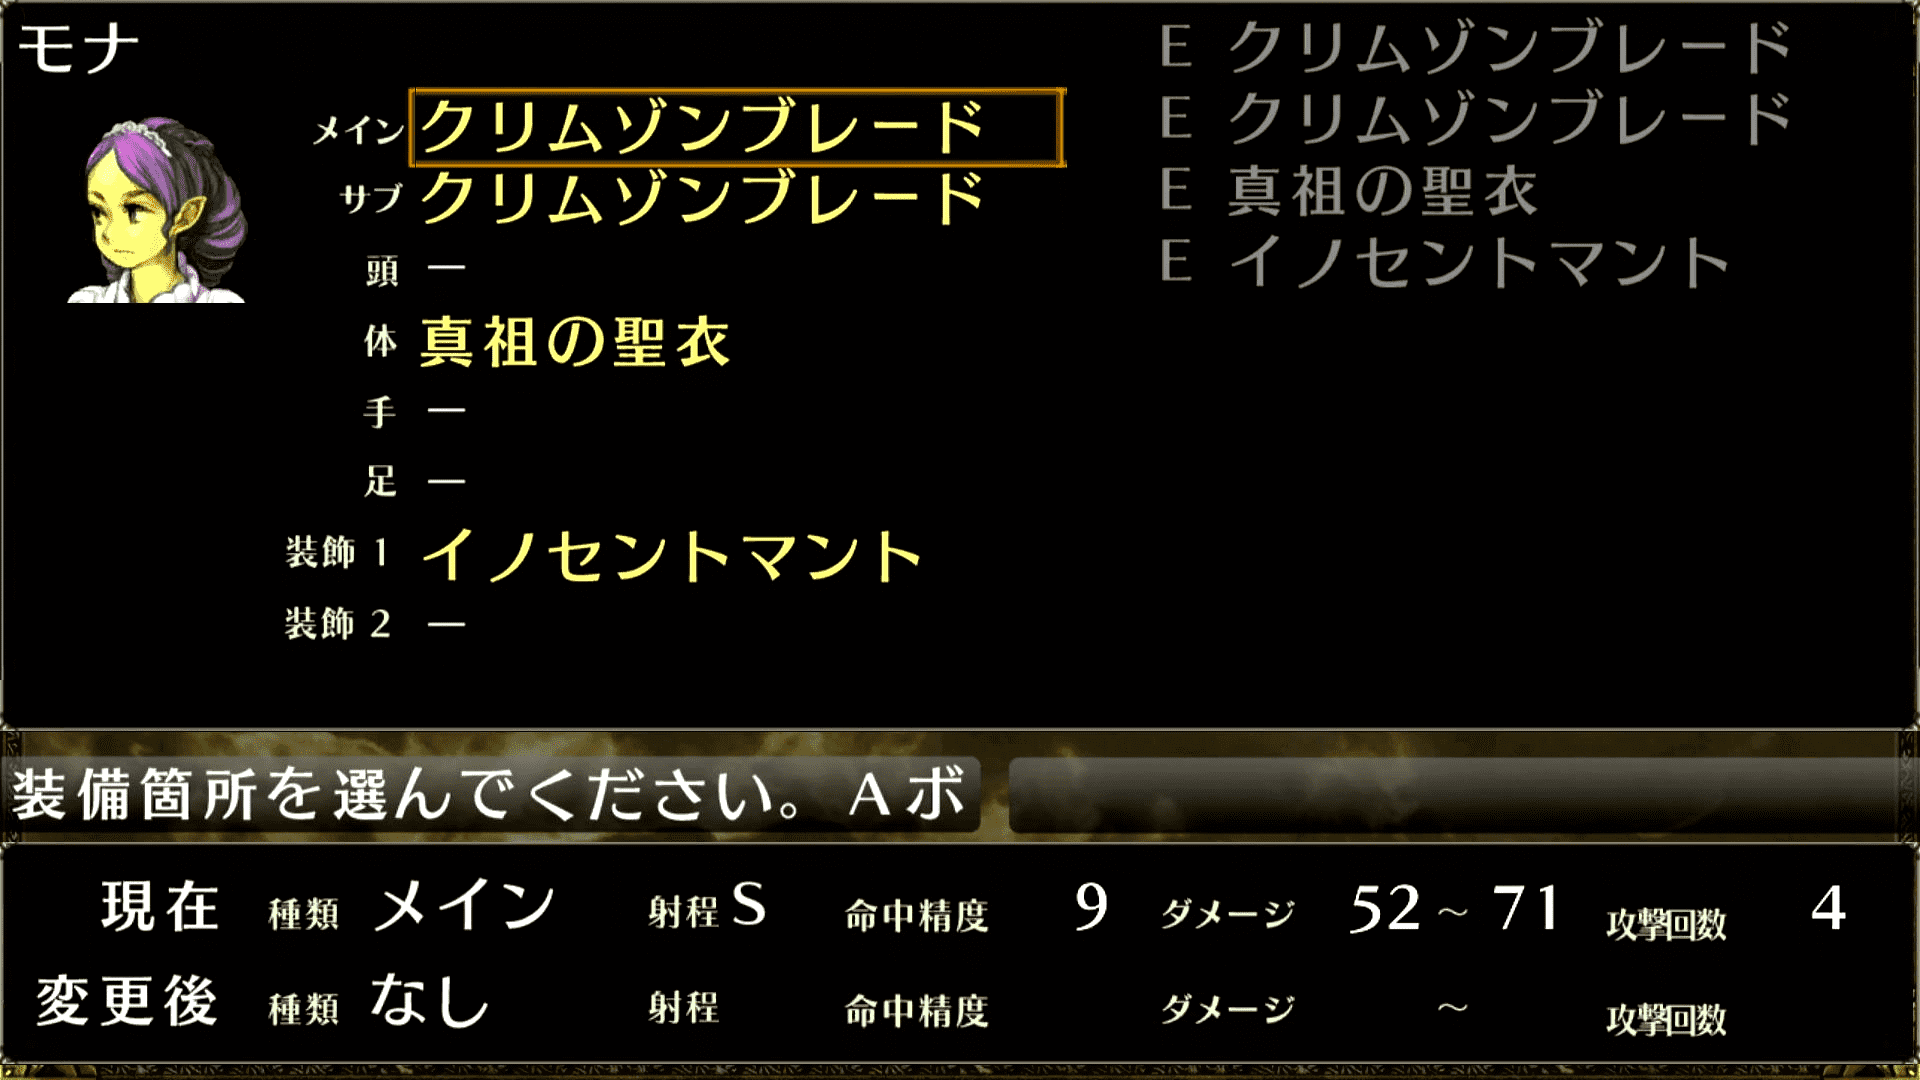 モナ
メイン クリムゾンブレード
サブ クリムゾンブレード
頭 —
体 真祖の聖衣
手 —
足 —
装飾 1 イノセントマント
装飾 2 —
E クリムゾンブレード
E クリムゾンブレード
E 真祖の聖衣
E イノセントマント
装備箇所を選んでください。 A ボ
現在 種類 メイン 射程 S 命中精度 9 ダメージ 52 ～ 71 攻撃回数 4
変更後 種類 なし 射程 命中精度 ダメージ ～ 攻撃回数